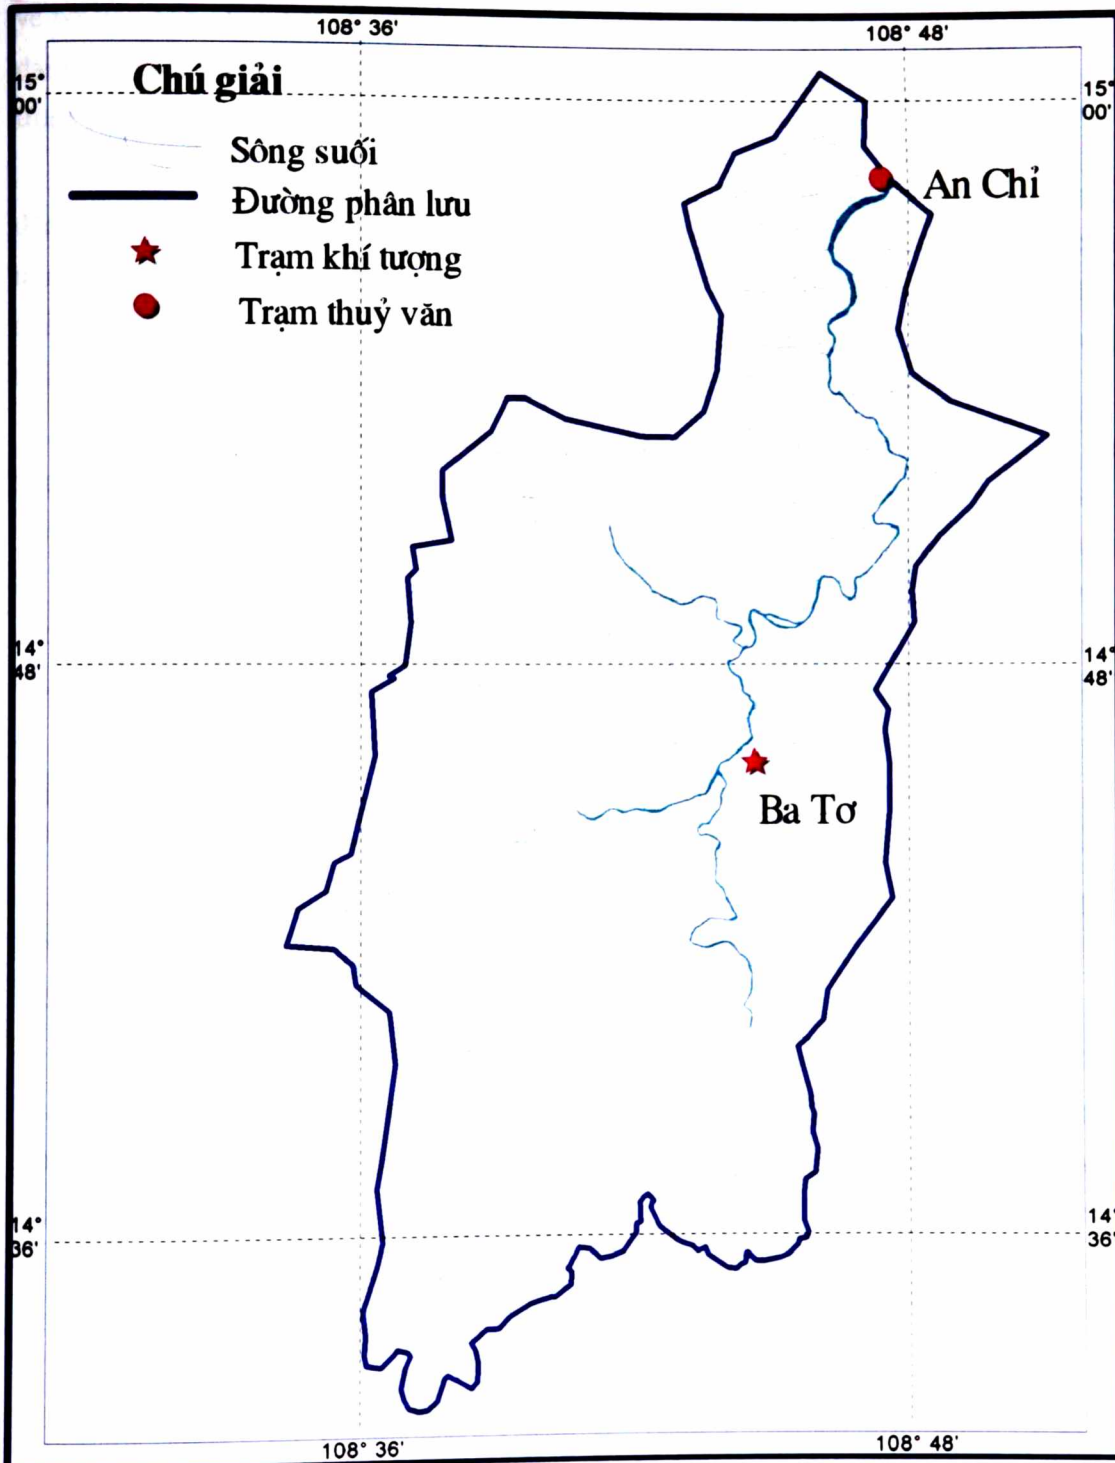 108° 36'
108° 48'
15°
00'
15°
00'
Chú giải
Sông suối
Đường phân lưu
Trạm khí tượng
Trạm thuỷ văn
An Chỉ
14°
48'
14°
48'
Ba Tơ
14°
36'
14°
36'
108° 36'
108° 48'